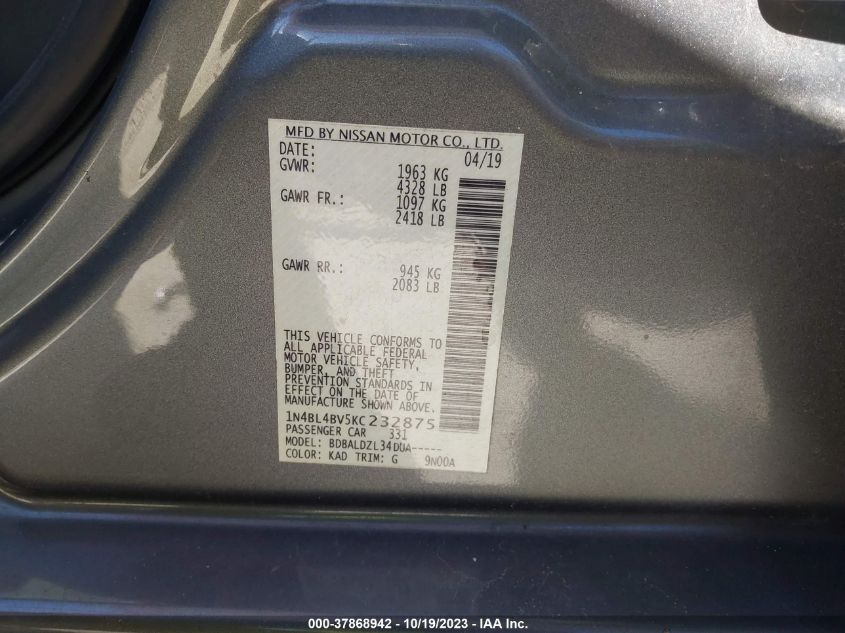 MFD BY NISSAN MOTOR CO., LTD.
DATE: 04/19
GVWR: 1963 KG
4328 LB
GAWR FR.: 1097 KG
2418 LB
GAWR RR.: 945 KG
2083 LB
THIS VEHICLE CONFORMS TO
ALL APPLICABLE FEDERAL
MOTOR VEHICLE SAFETY,
BUMPER, AND THEFT
PREVENTION STANDARDS IN
EFFECT ON THE DATE OF
MANUFACTURE SHOWN ABOVE.
1N4BL4BV5KC232875
PASSENGER CAR 331
MODEL: BDBALDZL34DUA-----
COLOR: KAD TRIM: G 9N00A
000-37868942 - 10/19/2023 - © IAA Inc.